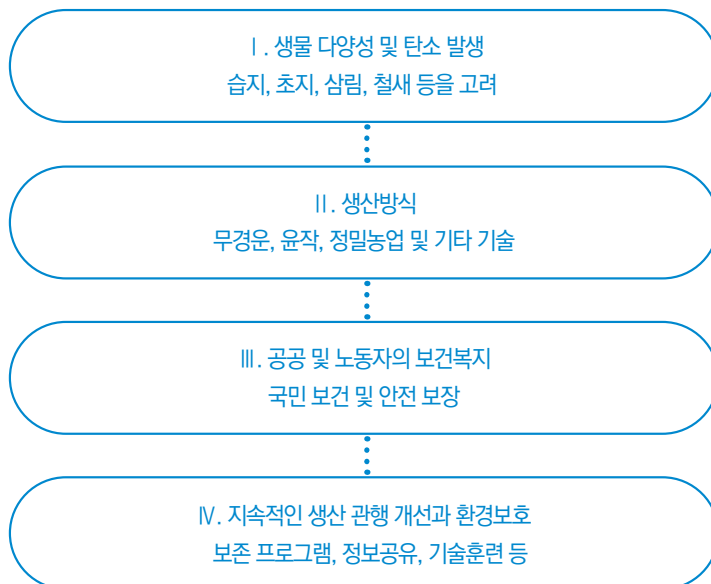 Ⅰ. 생물 다양성 및 탄소 발생
습지, 초지, 삼림, 철새 등을 고려
Ⅱ. 생산방식
무경운, 윤작, 정밀농업 및 기타 기술
Ⅲ. 공공 및 노동자의 보건복지
국민 보건 및 안전 보장
Ⅳ. 지속적인 생산 관행 개선과 환경보호
보존 프로그램, 정보공유, 기술훈련 등